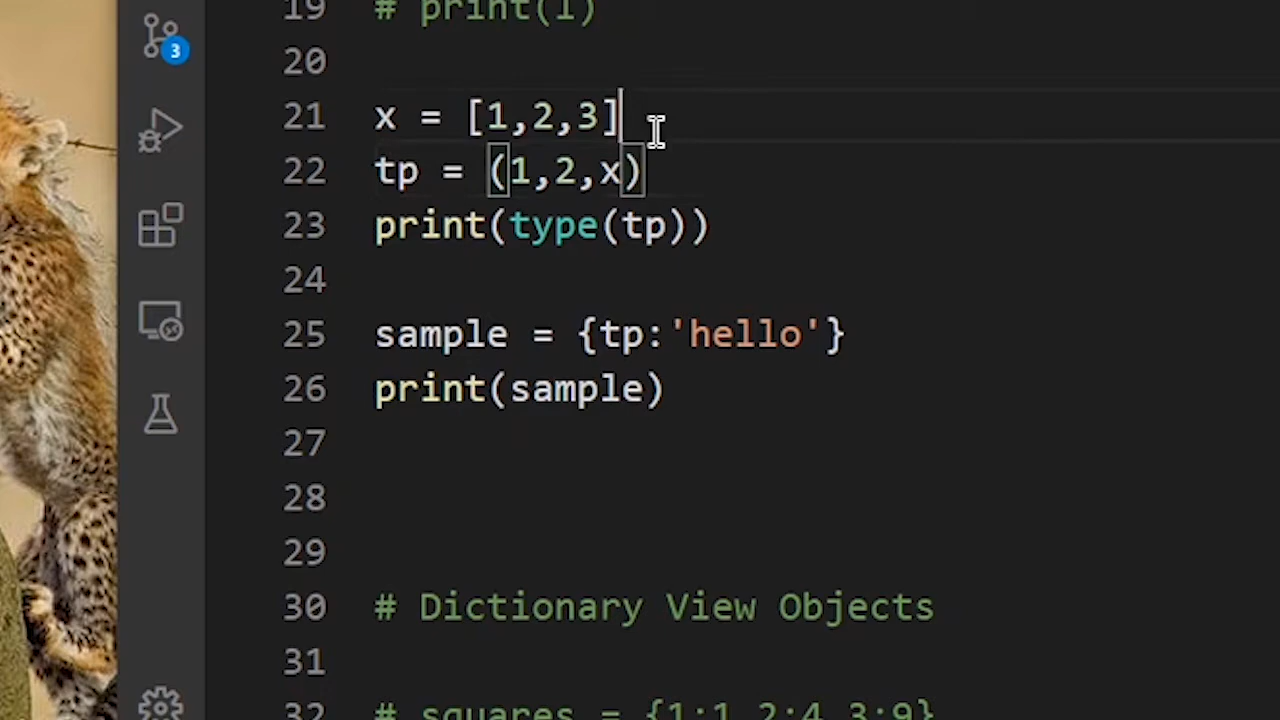 19 # print(l)
3
20
21 x = [1,2,3]
22 tp = (1,2,x)
23 print(type(tp))
24
25 sample = {tp:'hello'}
26 print(sample)
27
28
29
30 # Dictionary View Objects
31
32 # squares = {1:1,2:4,3:9}